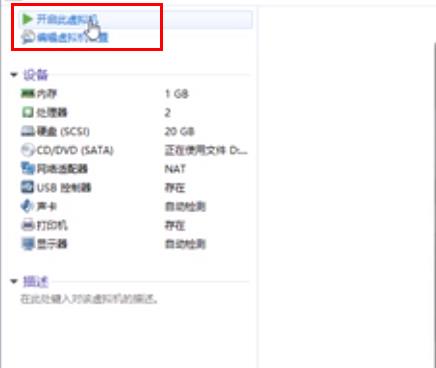 开启此虚拟机
编辑虚拟机设置
设备
内存 1 GB
处理器 2
硬盘 (SCSI) 20 GB
CD/DVD (SATA) 正在使用文件 D:...
网络适配器 NAT
USB 控制器 存在
声卡 自动检测
打印机 存在
显示器 自动检测
描述
在此处键入对该虚拟机的描述。